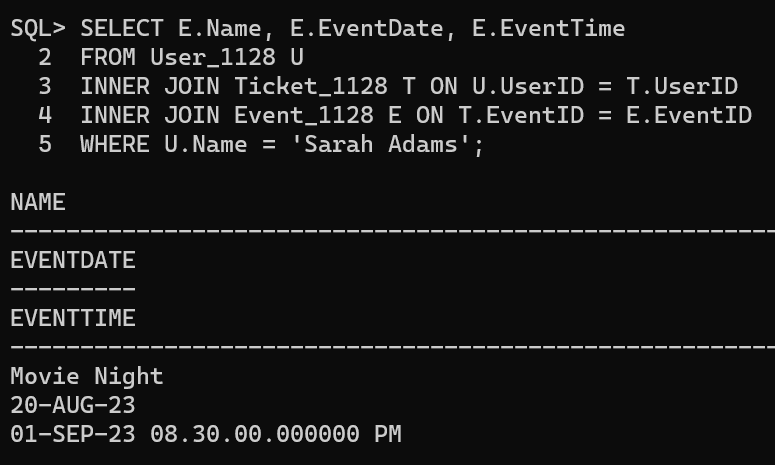 SQL> SELECT E.Name, E.EventDate, E.EventTime
  2  FROM User_1128 U
  3  INNER JOIN Ticket_1128 T ON U.UserID = T.UserID
  4  INNER JOIN Event_1128 E ON T.EventID = E.EventID
  5  WHERE U.Name = 'Sarah Adams';
NAME
-------------------------------------------------------
EVENTDATE
---------
EVENTTIME
-------------------------------------------------------
Movie Night
20-AUG-23
01-SEP-23 08.30.00.000000 PM